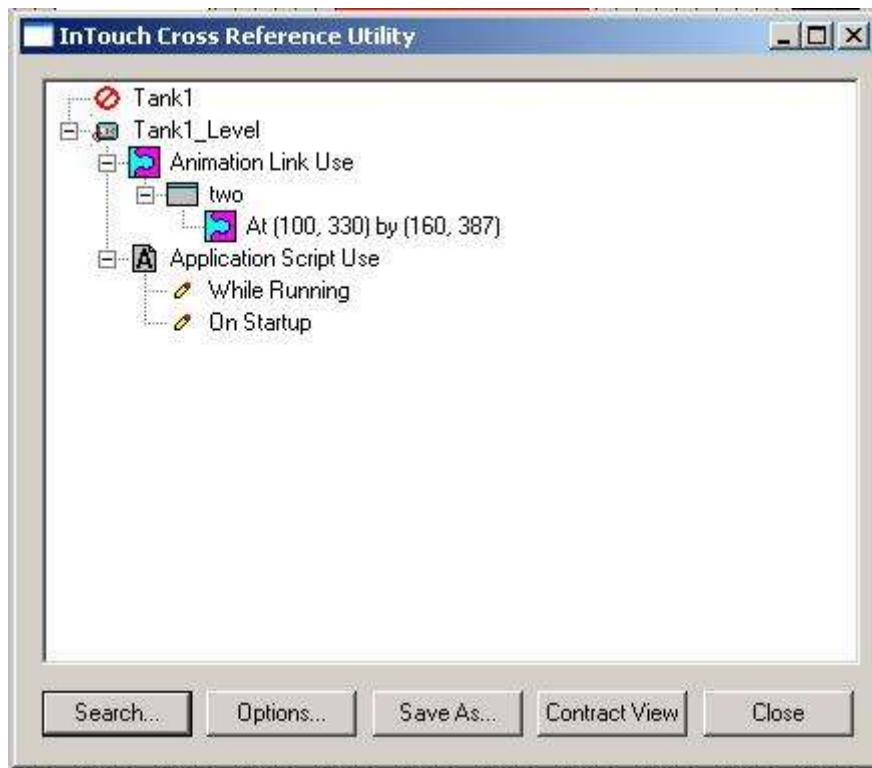 InTouch Cross Reference Utility
Tank1
Tank1_Level
Animation Link Use
two
At (100, 330) by (160, 387)
Application Script Use
While Running
On Startup
Search...
Options...
Save As...
Contract View
Close